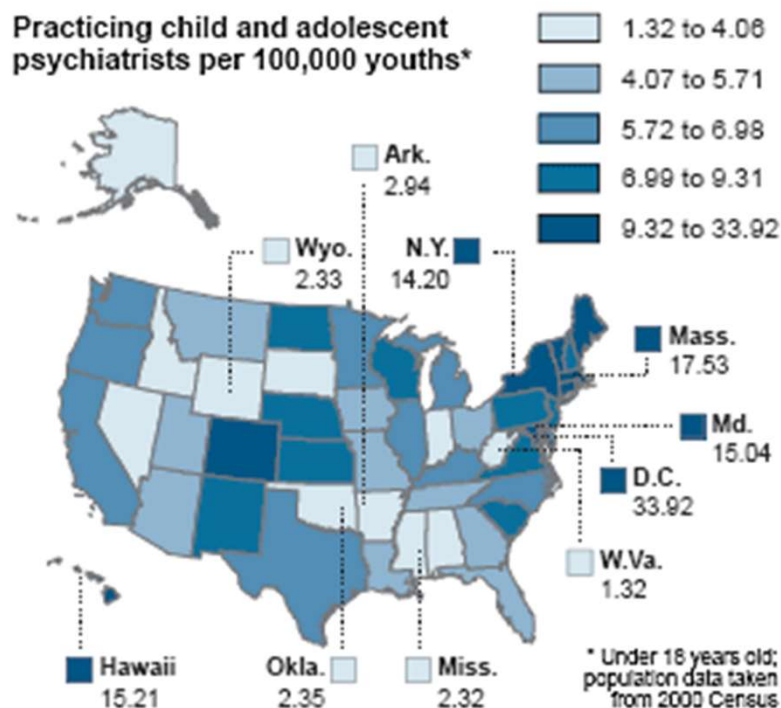 Practicing child and adolescent
psychiatrists per 100,000 youths*
1.32 to 4.06
4.07 to 5.71
5.72 to 6.98
6.99 to 9.31
9.32 to 33.92
Ark.
2.94
Wyo.
2.33
N.Y.
14.20
Mass.
17.53
Md.
15.04
D.C.
33.92
W.Va.
1.32
Hawaii
15.21
Okla.
2.35
Miss.
2.32
* Under 18 years old;
population data taken
from 2000 Census